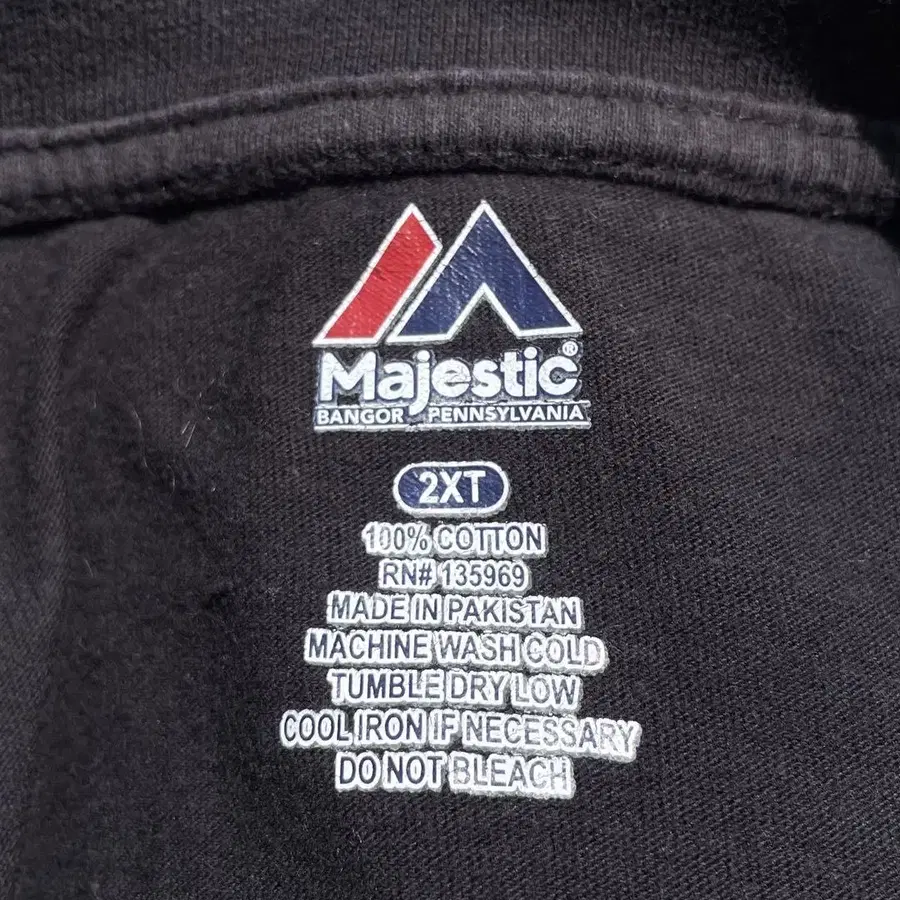 Majestic®
BANGOR, PENNSYLVANIA
2XT
100% COTTON
RN# 135969
MADE IN PAKISTAN
MACHINE WASH COLD
TUMBLE DRY LOW
COOL IRON IF NECESSARY
DO NOT BLEACH